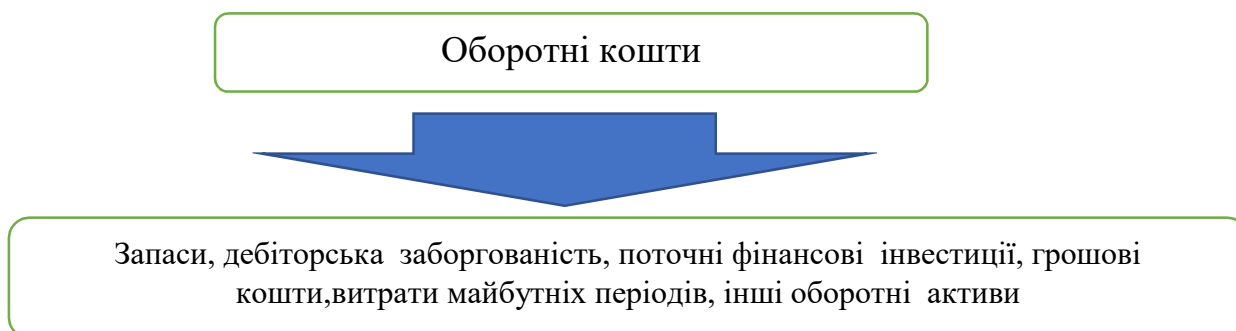 Оборотні кошти
Запаси, дебіторська заборгованість, поточні фінансові інвестиції, грошові
кошти,витрати майбутніх періодів, інші оборотні активи